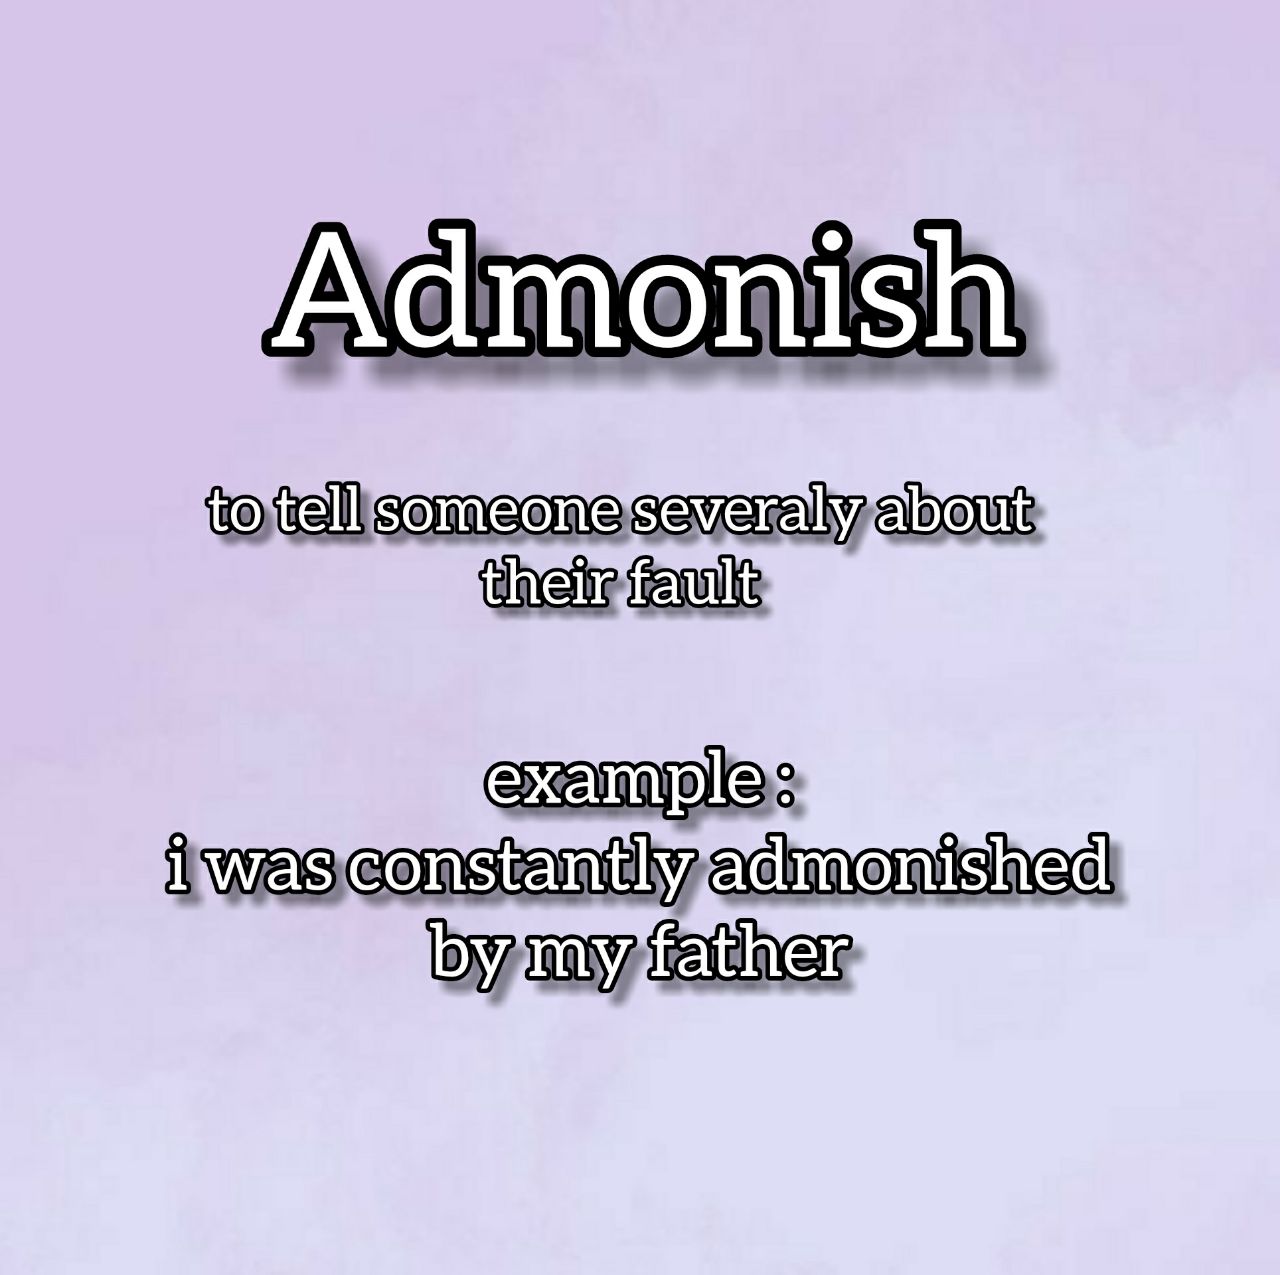 Admonish
to tell someone severaly about
their fault
example :
i was constantly admonished
by my father